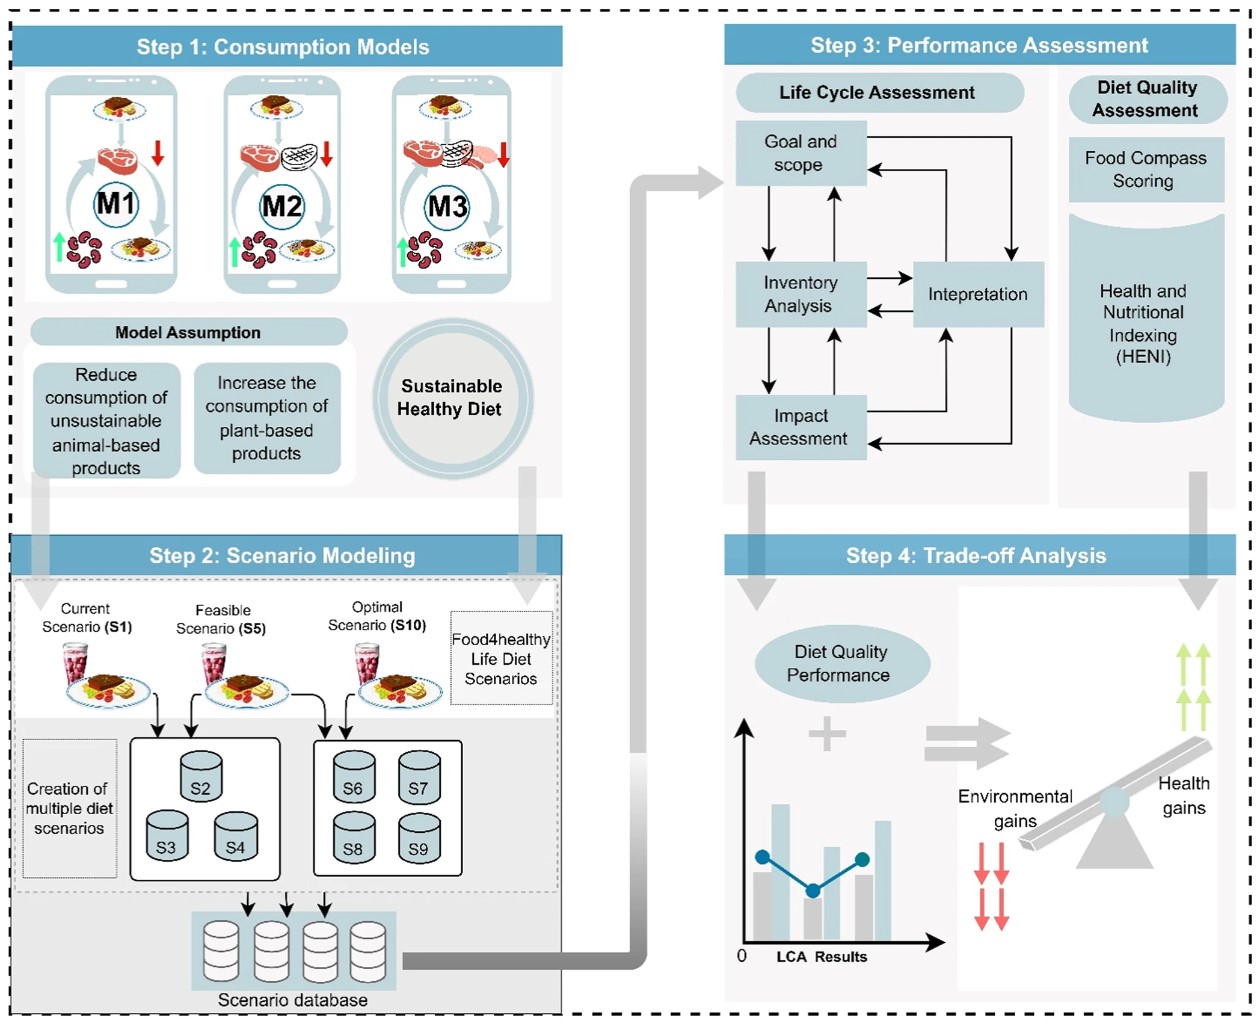 Step 1: Consumption Models
M1
M2
M3
Model Assumption
Reduce
consumption of
unsustainable
animal-based
products
Increase the
consumption of
plant-based
products
Sustainable
Healthy Diet
Step 2: Scenario Modeling
Current
Scenario (S1)
Feasible
Scenario (S5)
Optimal
Scenario (S10)
Food4healthy
Life Diet
Scenarios
Creation of
multiple diet
scenarios
S2
S3
S4
S6
S7
S8
S9
Scenario database
Step 3: Performance Assessment
Life Cycle Assessment
Goal and
scope
Inventory
Analysis
Intepretation
Impact
Assessment
Diet Quality
Assessment
Food Compass
Scoring
Health and
Nutritional
Indexing
(HENI)
Step 4: Trade-off Analysis
Diet Quality
Performance
0
LCA Results
Environmental
gains
Health
gains